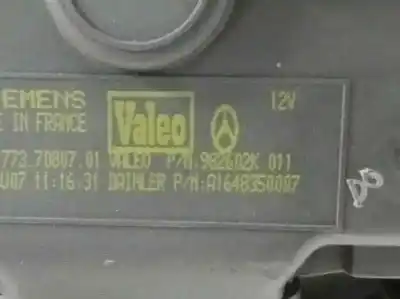 EMENS Valeo 12V
E IN FRANCE
773.70807.01 VALEO P/N.982602K 011
U07 11:16:31 DAIMLER P/N:A1648350007